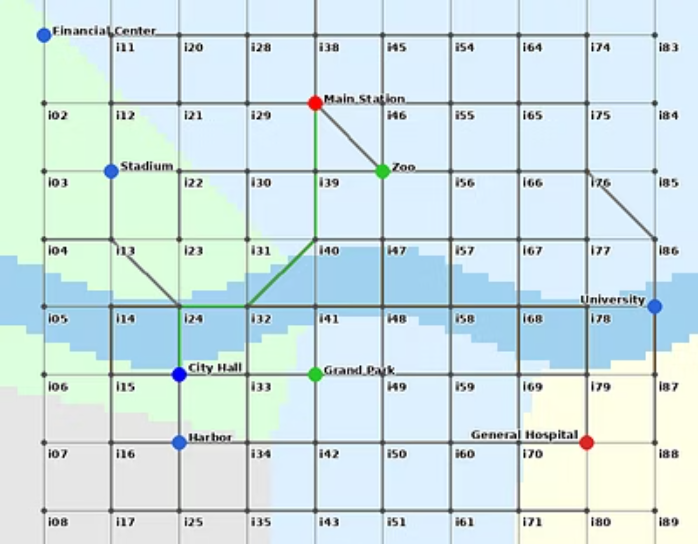 Financial Center
i11 i20 i28 i38 i45 i54 i64 i74 i83
Main Station
i02 i12 i21 i29 i46 i55 i65 i75 i84
Stadium Zoo
i03 i22 i30 i39 i56 i66 i76 i85
i04 i13 i23 i31 i40 i47 i57 i67 i77 i86
University
i05 i14 i24 i32 i41 i48 i58 i68 i78
City Hall Grand Park
i06 i15 i33 i49 i59 i69 i79 i87
Harbor General Hospital
i07 i16 i34 i42 i50 i60 i70 i88
i08 i17 i25 i35 i43 i51 i61 i71 i80 i89